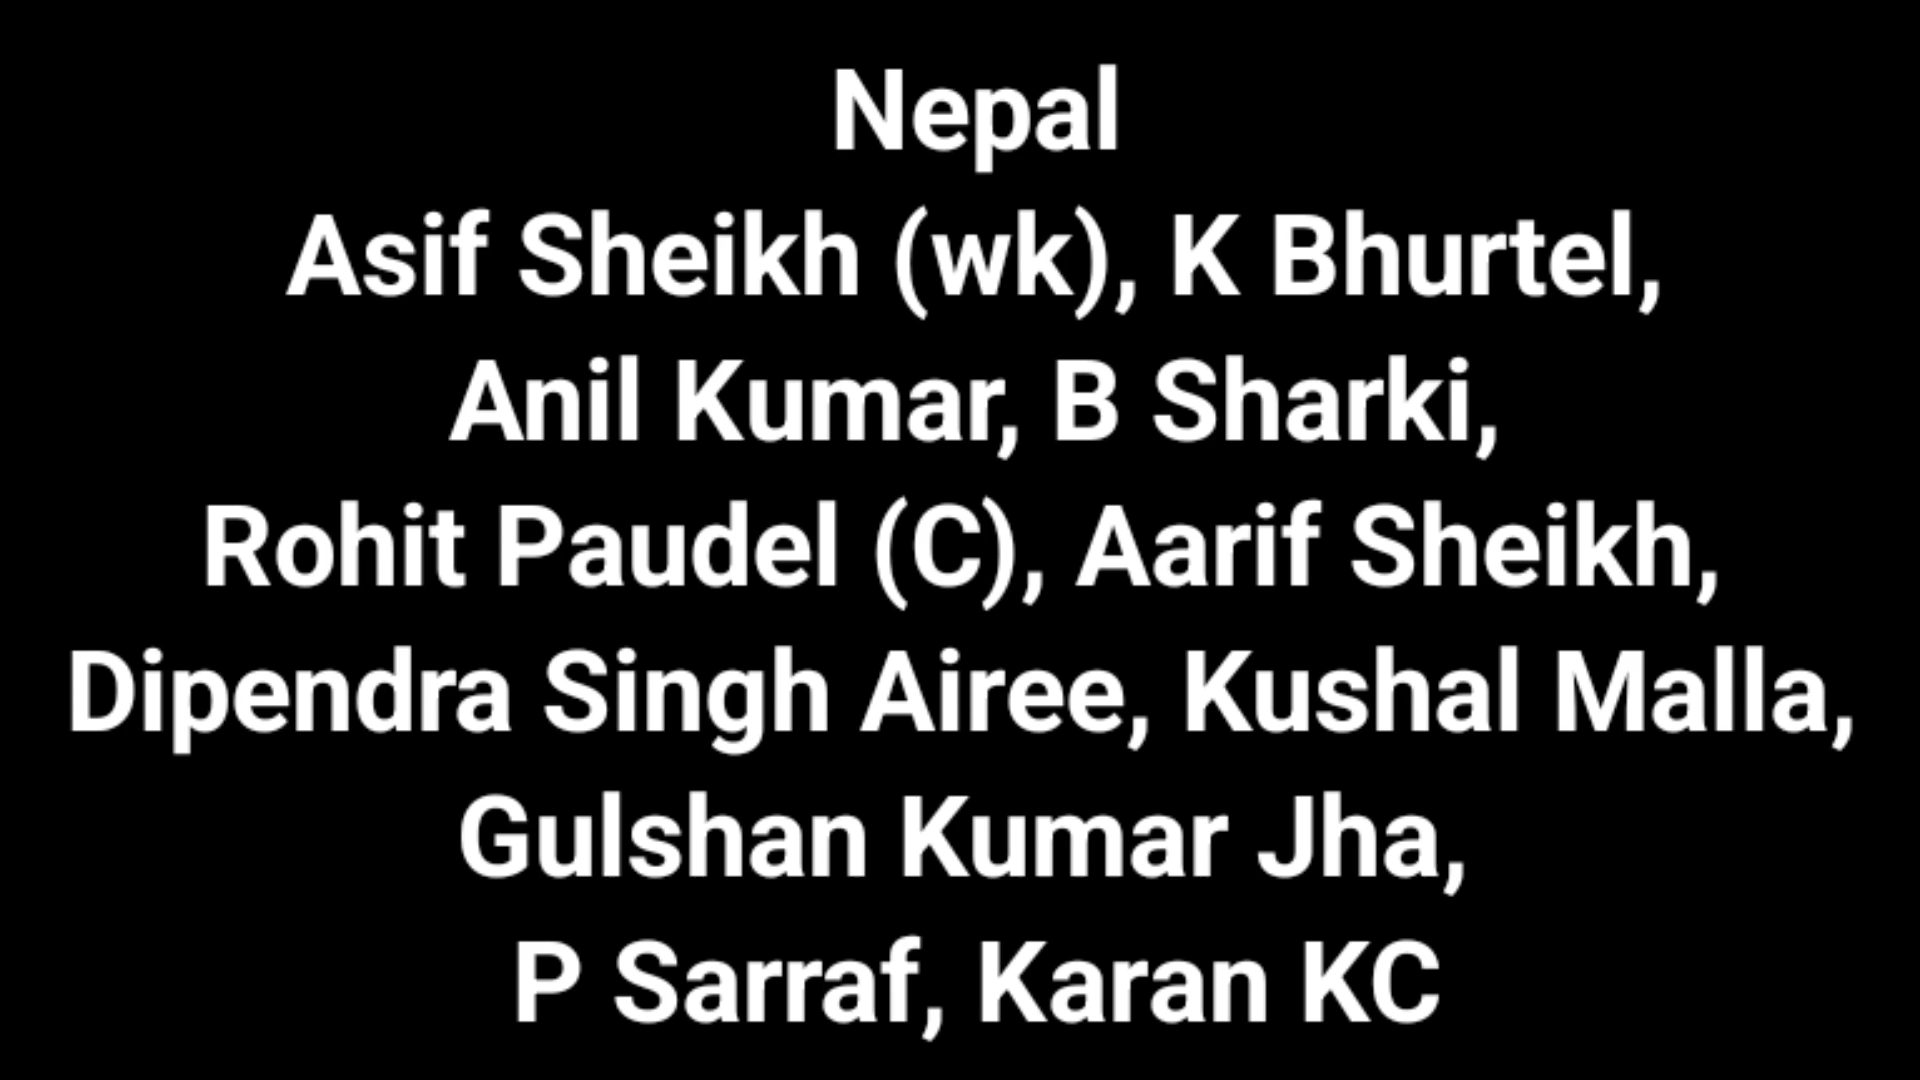 Nepal
Asif Sheikh (wk), K Bhurtel,
Anil Kumar, B Sharki,
Rohit Paudel (C), Aarif Sheikh,
Dipendra Singh Airee, Kushal Malla,
Gulshan Kumar Jha,
P Sarraf, Karan KC